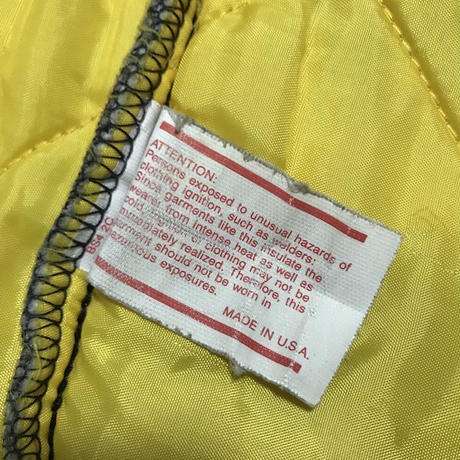 ATTENTION:
Persons exposed to unusual hazards of
clothing ignition, such as welders;
Since garments like this insulate the
wearer from intense heat as well as
cold, ignition of clothing may not be
immediately realized. Therefore, this
garment should not be worn in
hazardous exposures.
MADE IN U.S.A.